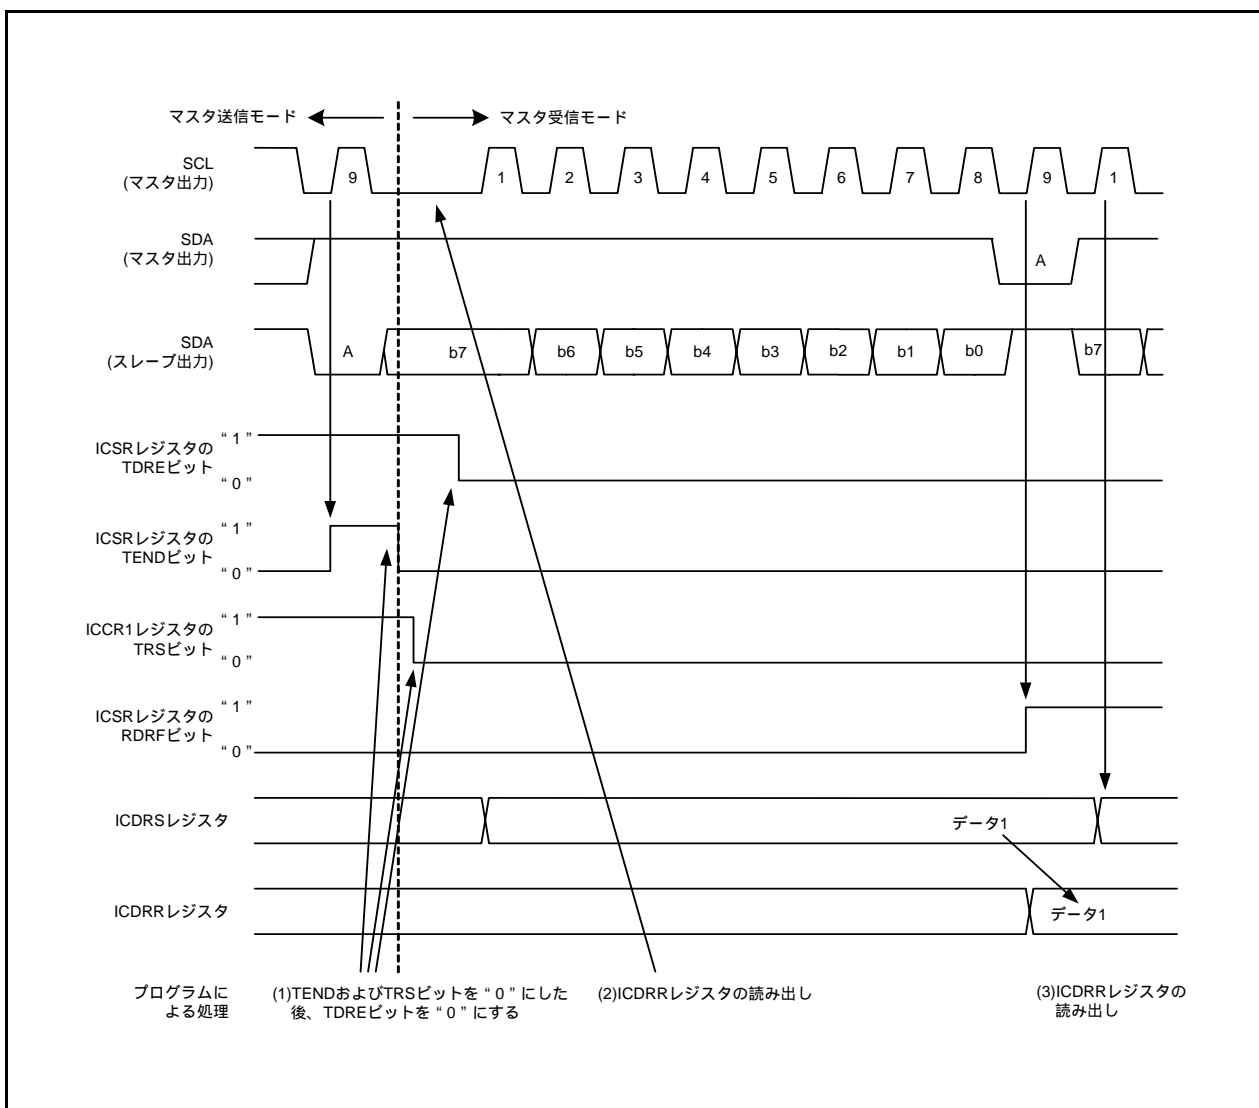 マスタ送信モード マスタ受信モード
SCL
(マスタ出力)
9 1 2 3 4 5 6 7 8 9 1
SDA
(マスタ出力)
A
SDA
(スレーブ出力)
A b7 b6 b5 b4 b3 b2 b1 b0 b7
ICSRレジスタの
TDREビット
“1”
“0”
ICSRレジスタの
TENDビット
“1”
“0”
ICCR1レジスタの
TRSビット
“1”
“0”
ICSRレジスタの
RDRFビット
“1”
“0”
ICDRSレジスタ
データ1
ICDRRレジスタ
データ1
プログラムに
よる処理
(1)TENDおよびTRSビットを“0”にした
後、TDREビットを“0”にする
(2)ICDRRレジスタの読み出し
(3)ICDRRレジスタの
読み出し